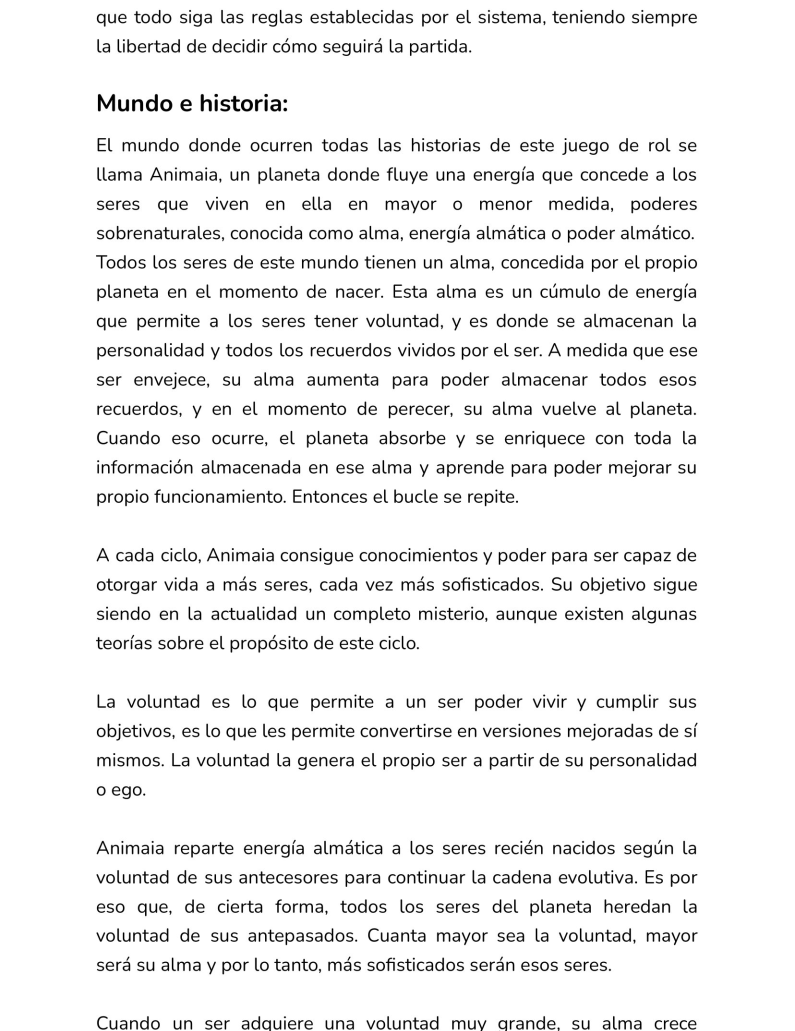 que todo siga las reglas establecidas por el sistema, teniendo siempre
la libertad de decidir cómo seguirá la partida.
Mundo e historia:
El mundo donde ocurren todas las historias de este juego de rol se
llama Animaia, un planeta donde fluye una energía que concede a los
seres que viven en ella en mayor o menor medida, poderes
sobrenaturales, conocida como alma, energía almática o poder almático.
Todos los seres de este mundo tienen un alma, concedida por el propio
planeta en el momento de nacer. Esta alma es un cúmulo de energía
que permite a los seres tener voluntad, y es donde se almacenan la
personalidad y todos los recuerdos vividos por el ser. A medida que ese
ser envejece, su alma aumenta para poder almacenar todos esos
recuerdos, y en el momento de perecer, su alma vuelve al planeta.
Cuando eso ocurre, el planeta absorbe y se enriquece con toda la
información almacenada en ese alma y aprende para poder mejorar su
propio funcionamiento. Entonces el bucle se repite.
A cada ciclo, Animaia consigue conocimientos y poder para ser capaz de
otorgar vida a más seres, cada vez más sofisticados. Su objetivo sigue
siendo en la actualidad un completo misterio, aunque existen algunas
teorías sobre el propósito de este ciclo.
La voluntad es lo que permite a un ser poder vivir y cumplir sus
objetivos, es lo que les permite convertirse en versiones mejoradas de sí
mismos. La voluntad la genera el propio ser a partir de su personalidad
o ego.
Animaia reparte energía almática a los seres recién nacidos según la
voluntad de sus antecesores para continuar la cadena evolutiva. Es por
eso que, de cierta forma, todos los seres del planeta heredan la
voluntad de sus antepasados. Cuanta mayor sea la voluntad, mayor
será su alma y por lo tanto, más sofisticados serán esos seres.
Cuando un ser adquiere una voluntad muy grande, su alma crece